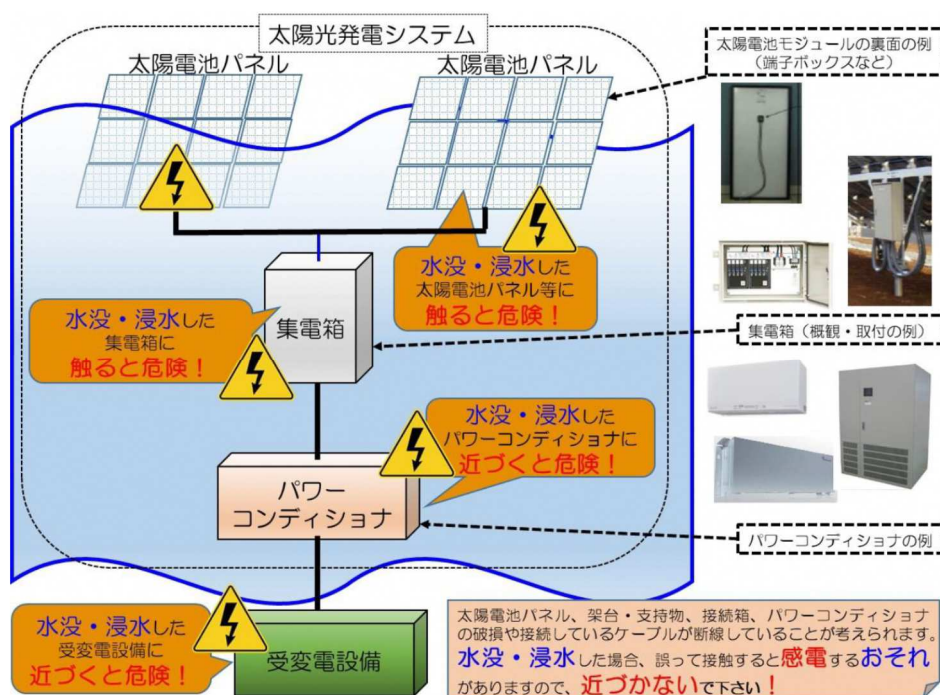 太陽光発電システム
太陽電池パネル
太陽電池パネル
太陽電池モジュールの裏面の例
（端子ボックスなど）
水没・浸水した
太陽電池パネル等に
触ると危険！
水没・浸水した
集電箱に
触ると危険！
集電箱
集電箱（概観・取付の例）
水没・浸水した
パワーコンディショナに
近づくと危険！
パワー
コンディショナ
パワーコンディショナの例
水没・浸水した
受変電設備に
近づくと危険！
受変電設備
太陽電池パネル、架台・支持物、接続箱、パワーコンディショナ
の破損や接続しているケーブルが断線していることが考えられます。
水没・浸水した場合、誤って接触すると感電するおそれ
がありますので、近づかないで下さい！